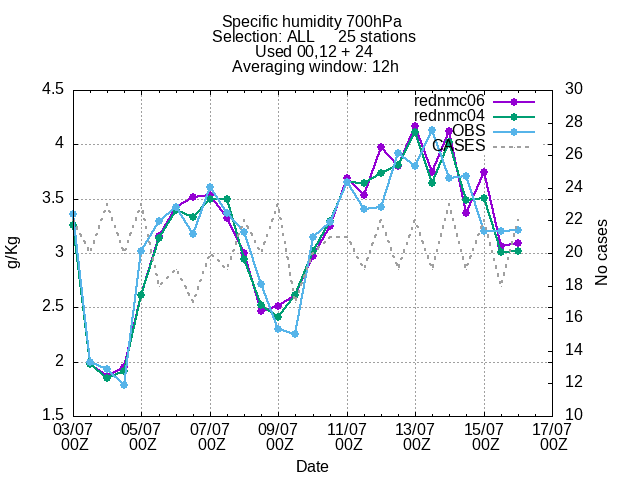 Specific humidity 700hPa
Selection: ALL 25 stations
Used 00,12 + 24
Averaging window: 12h
rednmc06
rednmc04
OBS
CASES
4.5
4
3.5
3
2.5
2
1.5
g/Kg
30
28
26
24
22
20
18
16
14
12
10
No cases
03/07 05/07 07/07 09/07 11/07 13/07 15/07 17/07
00Z 00Z 00Z 00Z 00Z 00Z 00Z 00Z
Date